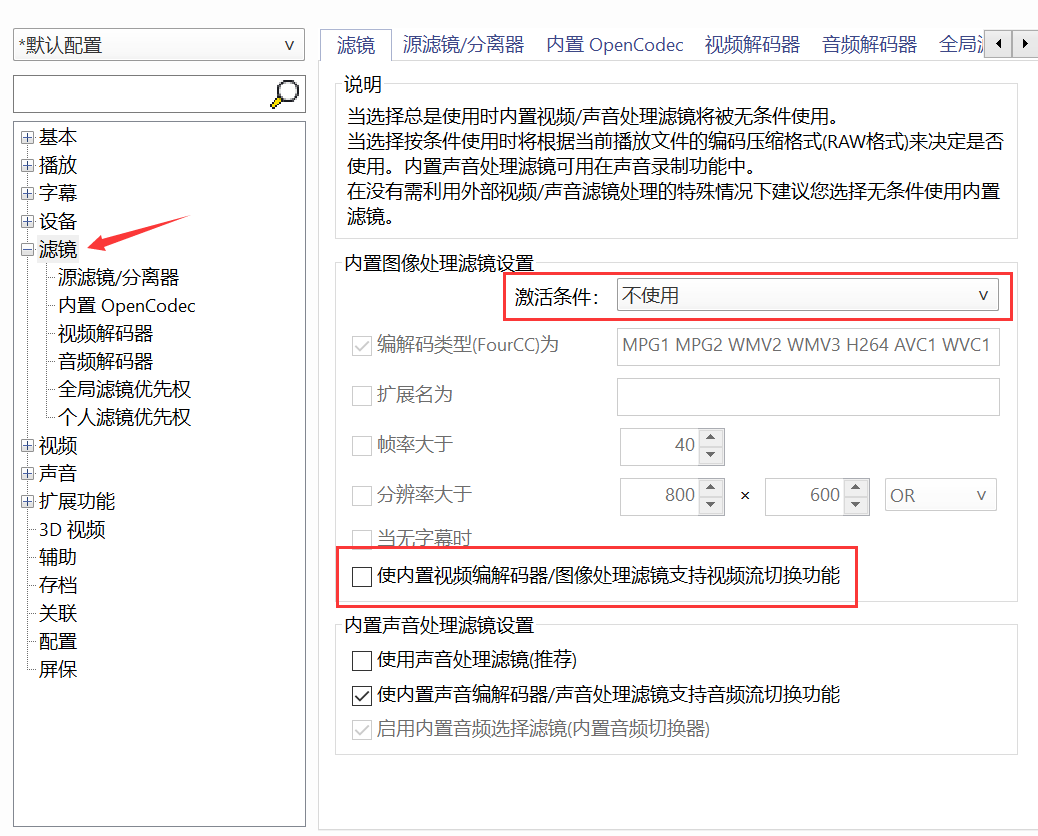 *默认配置
基本
播放
字幕
设备
滤镜
源滤镜/分离器
内置 OpenCodec
视频解码器
音频解码器
全局滤镜优先权
个人滤镜优先权
视频
声音
扩展功能
3D 视频
辅助
存档
关联
配置
屏保
滤镜 源滤镜/分离器 内置 OpenCodec 视频解码器 音频解码器 全局
说明
当选择总是使用时内置视频/声音处理滤镜将被无条件使用。
当选择按条件使用时将根据当前播放文件的编码压缩格式(RAW格式)来决定是否
使用。内置声音处理滤镜可用在声音录制功能中。
在没有需利用外部视频/声音滤镜处理的特殊情况下建议您选择无条件使用内置
滤镜。
内置图像处理滤镜设置
激活条件： 不使用
编解码类型(FourCC)为 MPG1 MPG2 WMV2 WMV3 H264 AVC1 WVC1
扩展名为
帧率大于 40
分辨率大于 800 × 600 OR
当无字幕时
使内置视频编解码器/图像处理滤镜支持视频流切换功能
内置声音处理滤镜设置
使用声音处理滤镜(推荐)
使内置声音编解码器/声音处理滤镜支持音频流切换功能
启用内置音频选择滤镜(内置音频切换器)